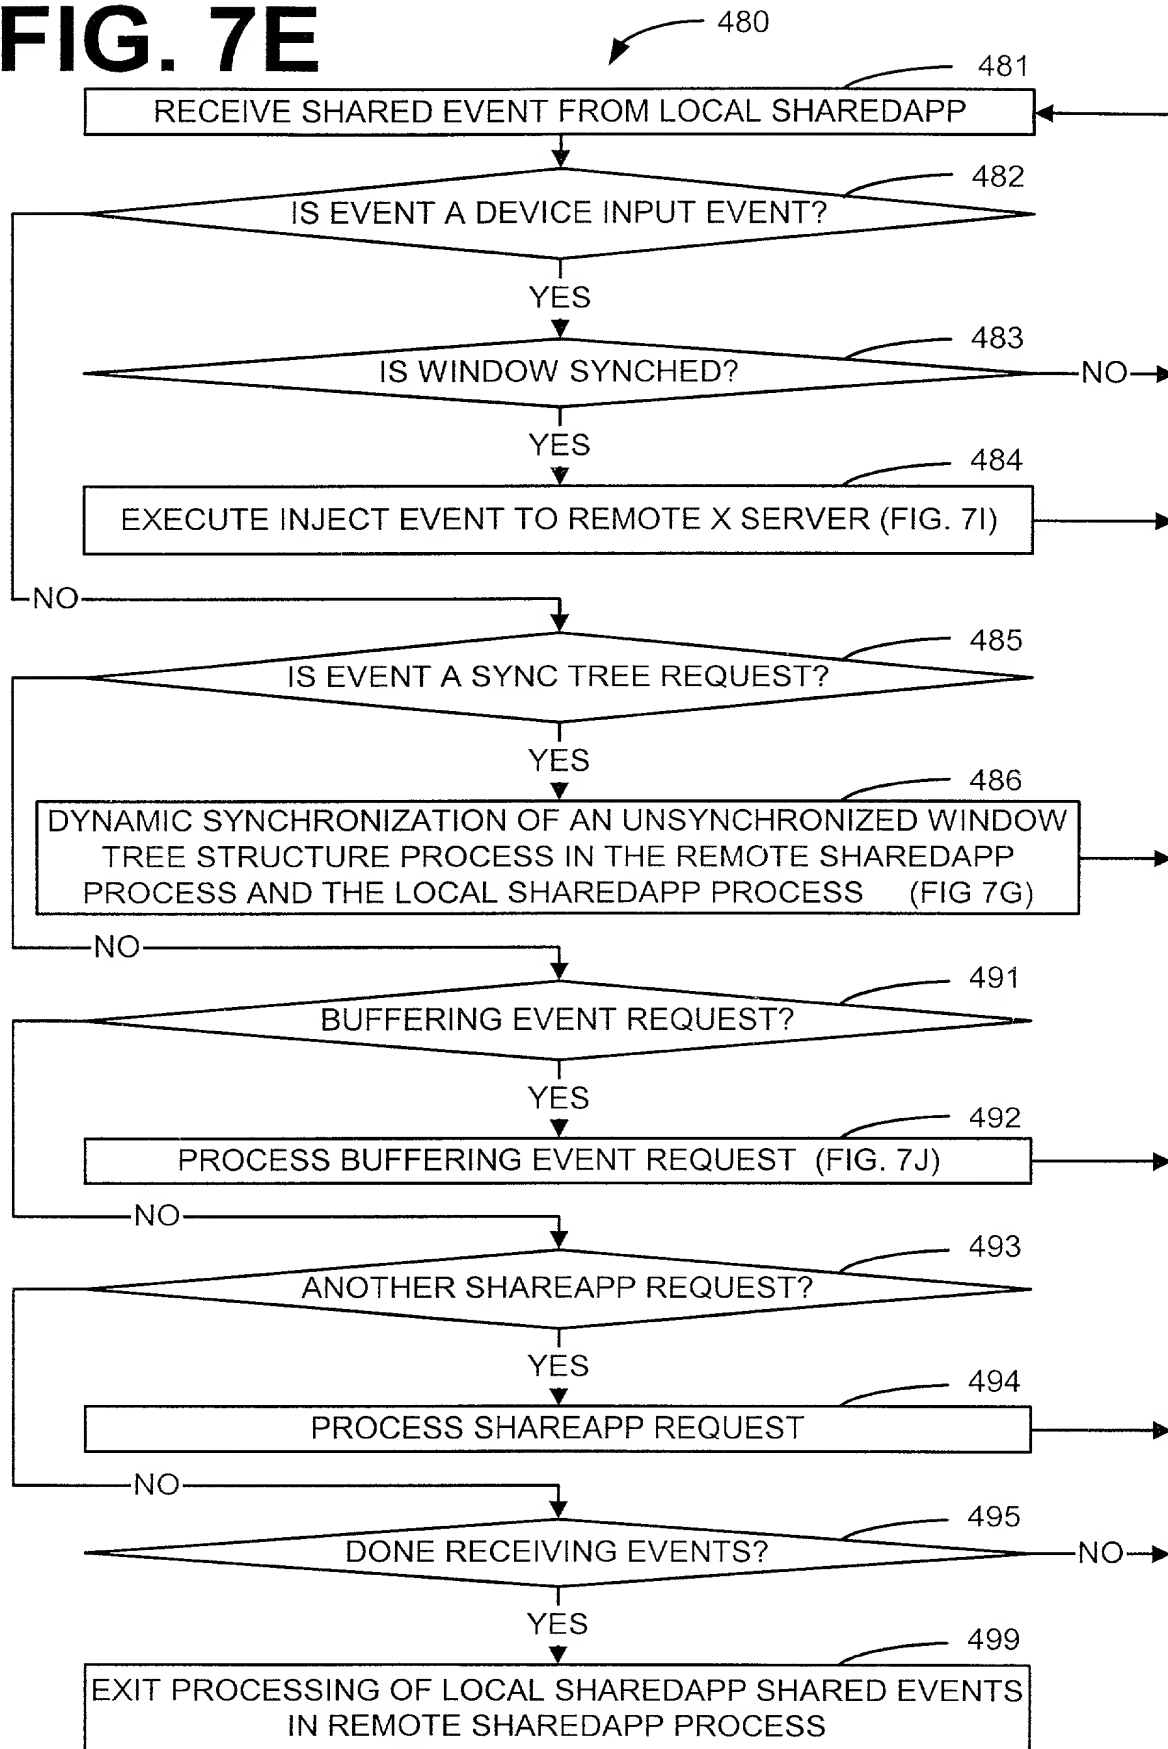 FIG. 7E
480
481
RECEIVE SHARED EVENT FROM LOCAL SHAREDAPP
482
IS EVENT A DEVICE INPUT EVENT?
YES
483
IS WINDOW SYNCHED?
NO
YES
484
EXECUTE INJECT EVENT TO REMOTE X SERVER (FIG. 7I)
NO
485
IS EVENT A SYNC TREE REQUEST?
YES
486
DYNAMIC SYNCHRONIZATION OF AN UNSYNCHRONIZED WINDOW
TREE STRUCTURE PROCESS IN THE REMOTE SHAREDAPP
PROCESS AND THE LOCAL SHAREDAPP PROCESS (FIG 7G)
NO
491
BUFFERING EVENT REQUEST?
YES
492
PROCESS BUFFERING EVENT REQUEST (FIG. 7J)
NO
493
ANOTHER SHAREAPP REQUEST?
YES
494
PROCESS SHAREAPP REQUEST
NO
495
DONE RECEIVING EVENTS?
NO
YES
499
EXIT PROCESSING OF LOCAL SHAREDAPP SHARED EVENTS
IN REMOTE SHAREDAPP PROCESS